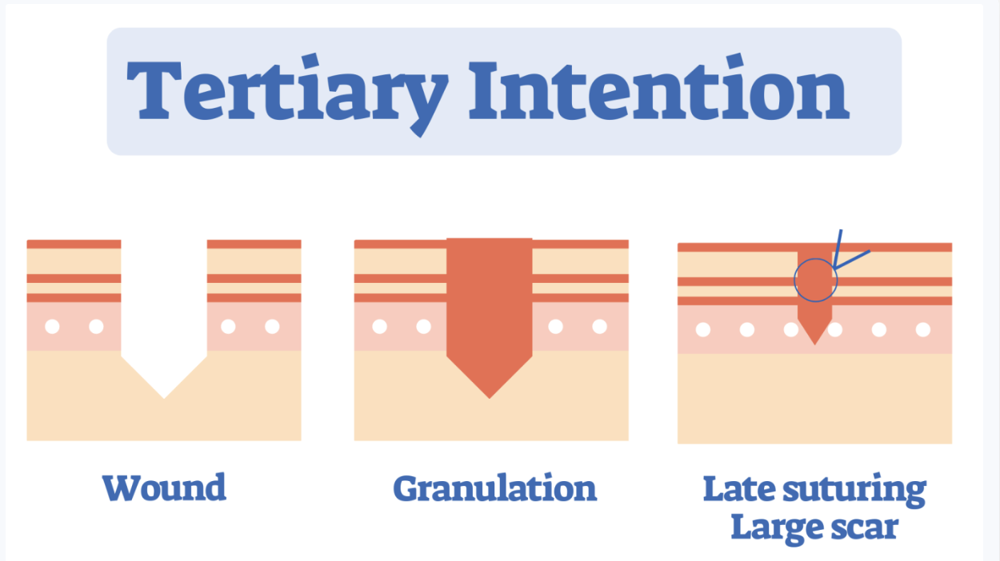 Tertiary Intention
Wound
Granulation
Late suturing
Large scar